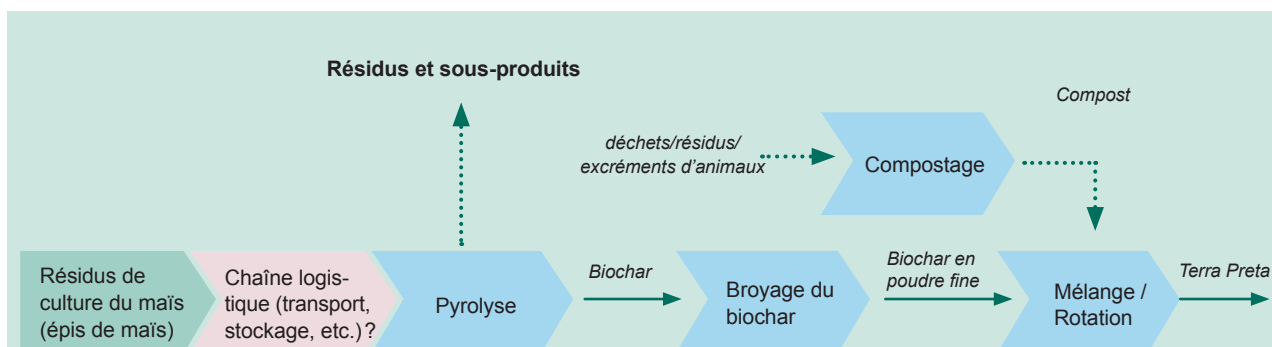 Résidus et sous-produits
Compost
déchets/résidus/
excréments d'animaux
Compostage
Résidus de
culture du maïs
(épis de maïs)
Chaîne logis-
tique (transport,
stockage, etc.) ?
Pyrolyse
Biochar
Broyage du
biochar
Biochar en
poudre fine
Mélange /
Rotation
Terra Preta